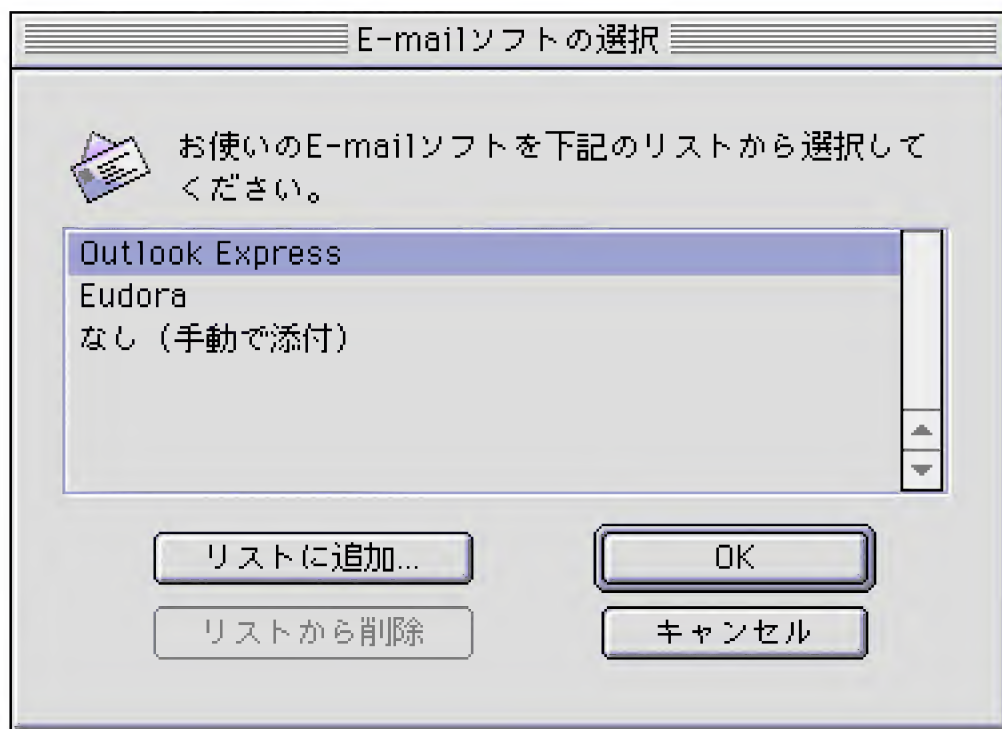 E-mailソフトの選択
お使いのE-mailソフトを下記のリストから選択して
ください。
Outlook Express
Eudora
なし（手動で添付）
リストに追加...
OK
リストから削除
キャンセル